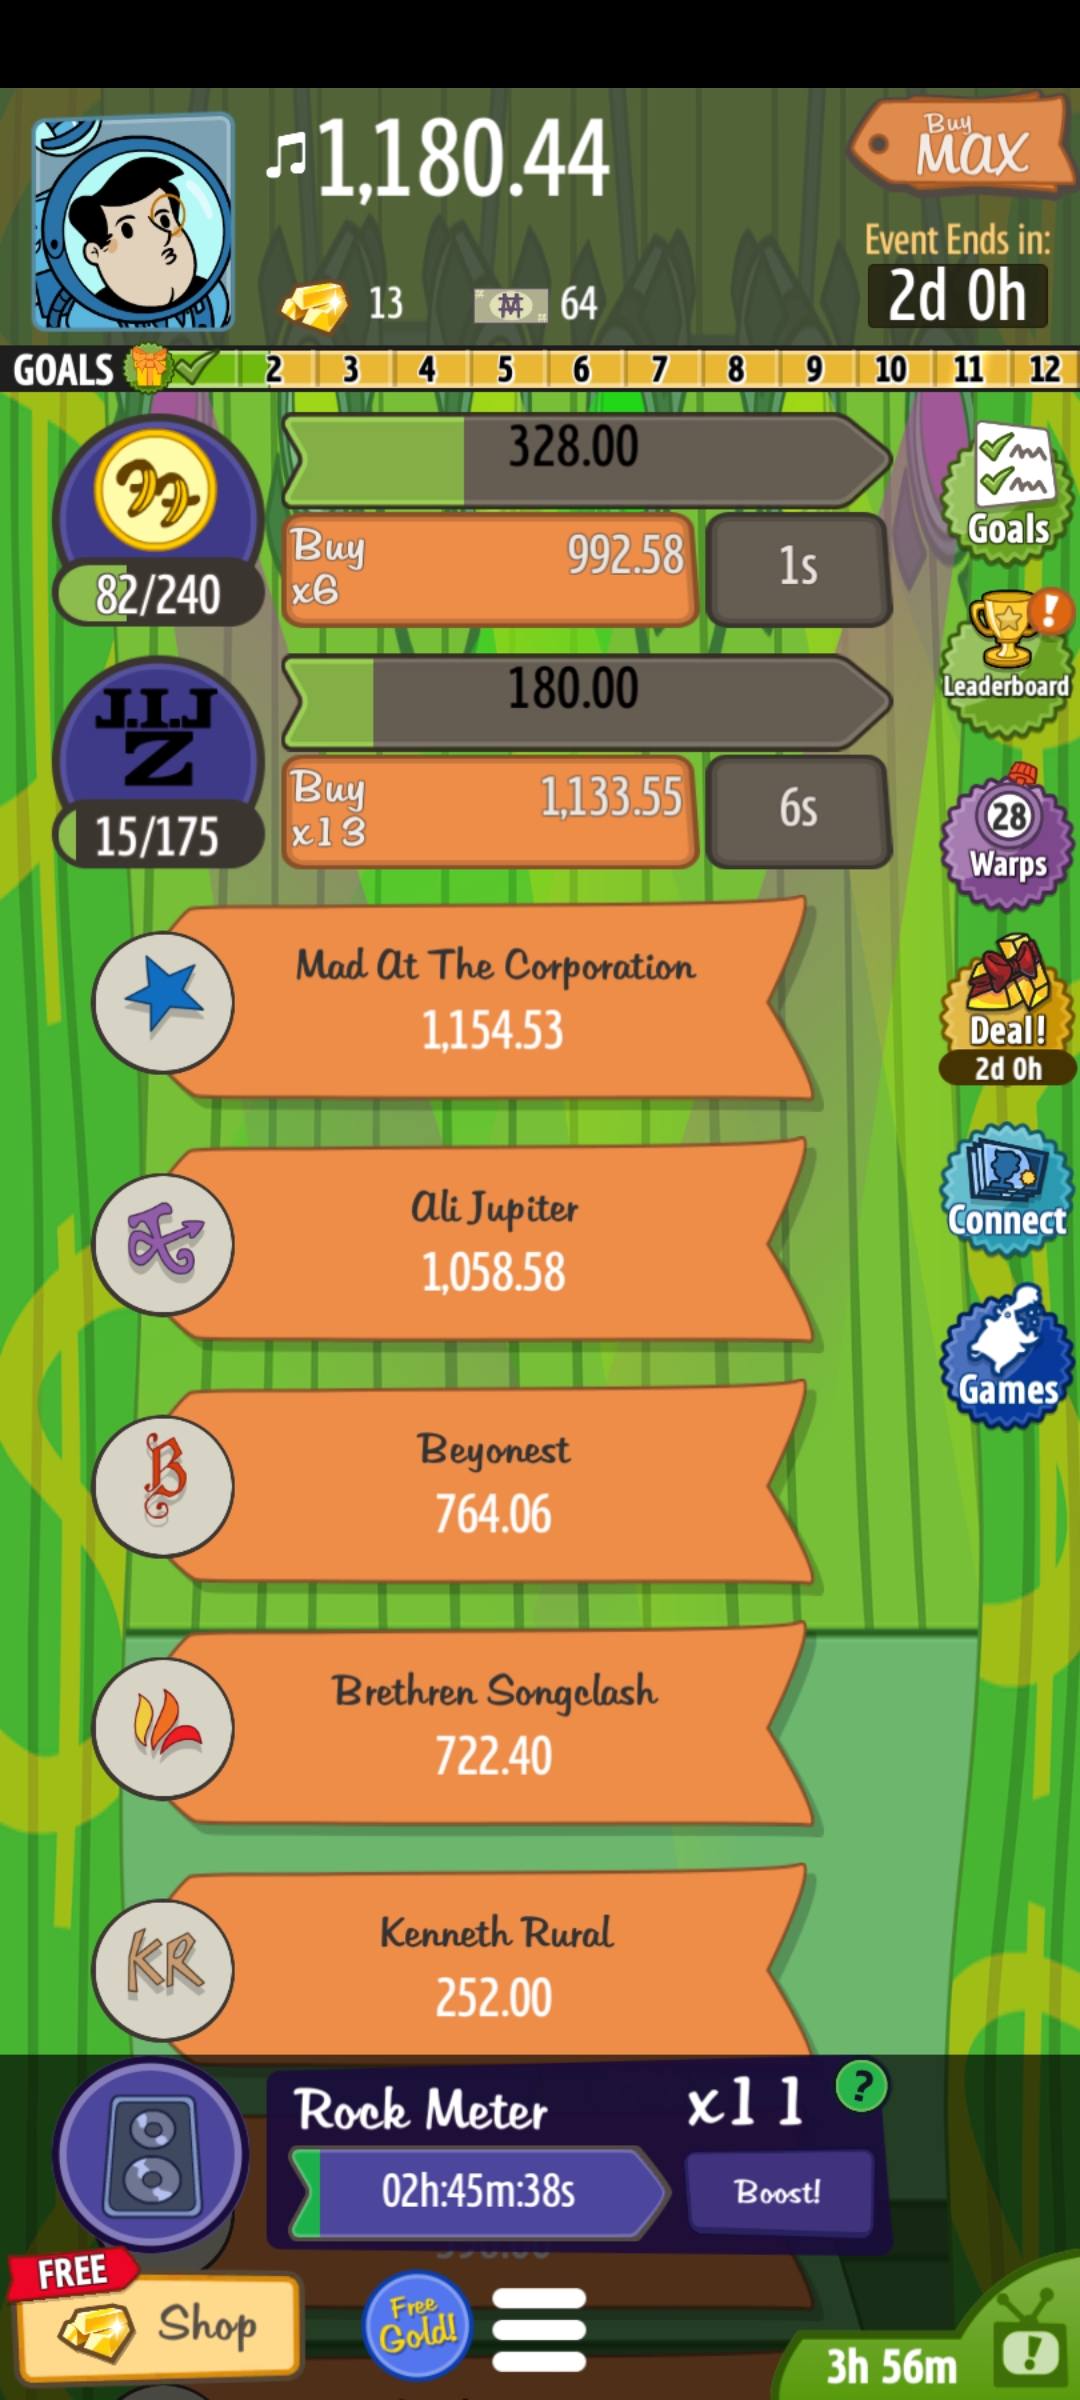 1,180.44
Buy
MAX
Event Ends in:
2d 0h
13
64
GOALS 2 3 4 5 6 7 8 9 10 11 12
328.00
Buy
x6
992.58
1s
82/240
Goals
J.I.J
Z
180.00
Buy
x13
1,133.55
6s
15/175
Leaderboard
28
Warps
Mad At The Corporation
1,154.53
Deal!
2d 0h
Ali Jupiter
1,058.58
Connect
B
Beyonest
764.06
Games
Brethren Songclash
722.40
KR
Kenneth Rural
252.00
Rock Meter
x11
?
02h:45m:38s
Boost!
FREE
Shop
Free
Gold!
3h 56m